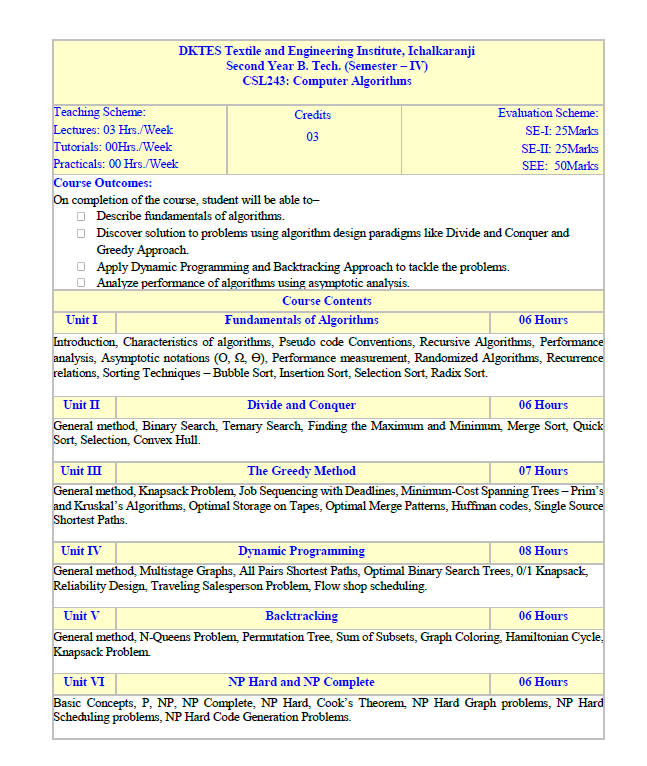 DKTES Textile and Engineering Institute, Ichalkaranji
Second Year B. Tech. (Semester – IV)
CSL243: Computer Algorithms
Teaching Scheme:
Lectures: 03 Hrs./Week
Tutorials: 00Hrs./Week
Practicals: 00 Hrs./Week
Credits
03
Evaluation Scheme:
SE-I: 25Marks
SE-II: 25Marks
SEE: 50Marks
Course Outcomes:
On completion of the course, student will be able to–
Describe fundamentals of algorithms.
Discover solution to problems using algorithm design paradigms like Divide and Conquer and
Greedy Approach.
Apply Dynamic Programming and Backtracking Approach to tackle the problems.
Analyze performance of algorithms using asymptotic analysis.
Course Contents
Unit I Fundamentals of Algorithms 06 Hours
Introduction, Characteristics of algorithms, Pseudo code Conventions, Recursive Algorithms, Performance
analysis, Asymptotic notations (O, Ω, Ө), Performance measurement, Randomized Algorithms, Recurrence
relations, Sorting Techniques – Bubble Sort, Insertion Sort, Selection Sort, Radix Sort.
Unit II Divide and Conquer 06 Hours
General method, Binary Search, Ternary Search, Finding the Maximum and Minimum, Merge Sort, Quick
Sort, Selection, Convex Hull.
Unit III The Greedy Method 07 Hours
General method, Knapsack Problem, Job Sequencing with Deadlines, Minimum-Cost Spanning Trees – Prim's
and Kruskal's Algorithms, Optimal Storage on Tapes, Optimal Merge Patterns, Huffman codes, Single Source
Shortest Paths.
Unit IV Dynamic Programming 08 Hours
General method, Multistage Graphs, All Pairs Shortest Paths, Optimal Binary Search Trees, 0/1 Knapsack,
Reliability Design, Traveling Salesperson Problem, Flow shop scheduling.
Unit V Backtracking 06 Hours
General method, N-Queens Problem, Permutation Tree, Sum of Subsets, Graph Coloring, Hamiltonian Cycle,
Knapsack Problem.
Unit VI NP Hard and NP Complete 06 Hours
Basic Concepts, P, NP, NP Complete, NP Hard, Cook's Theorem, NP Hard Graph problems, NP Hard
Scheduling problems, NP Hard Code Generation Problems.